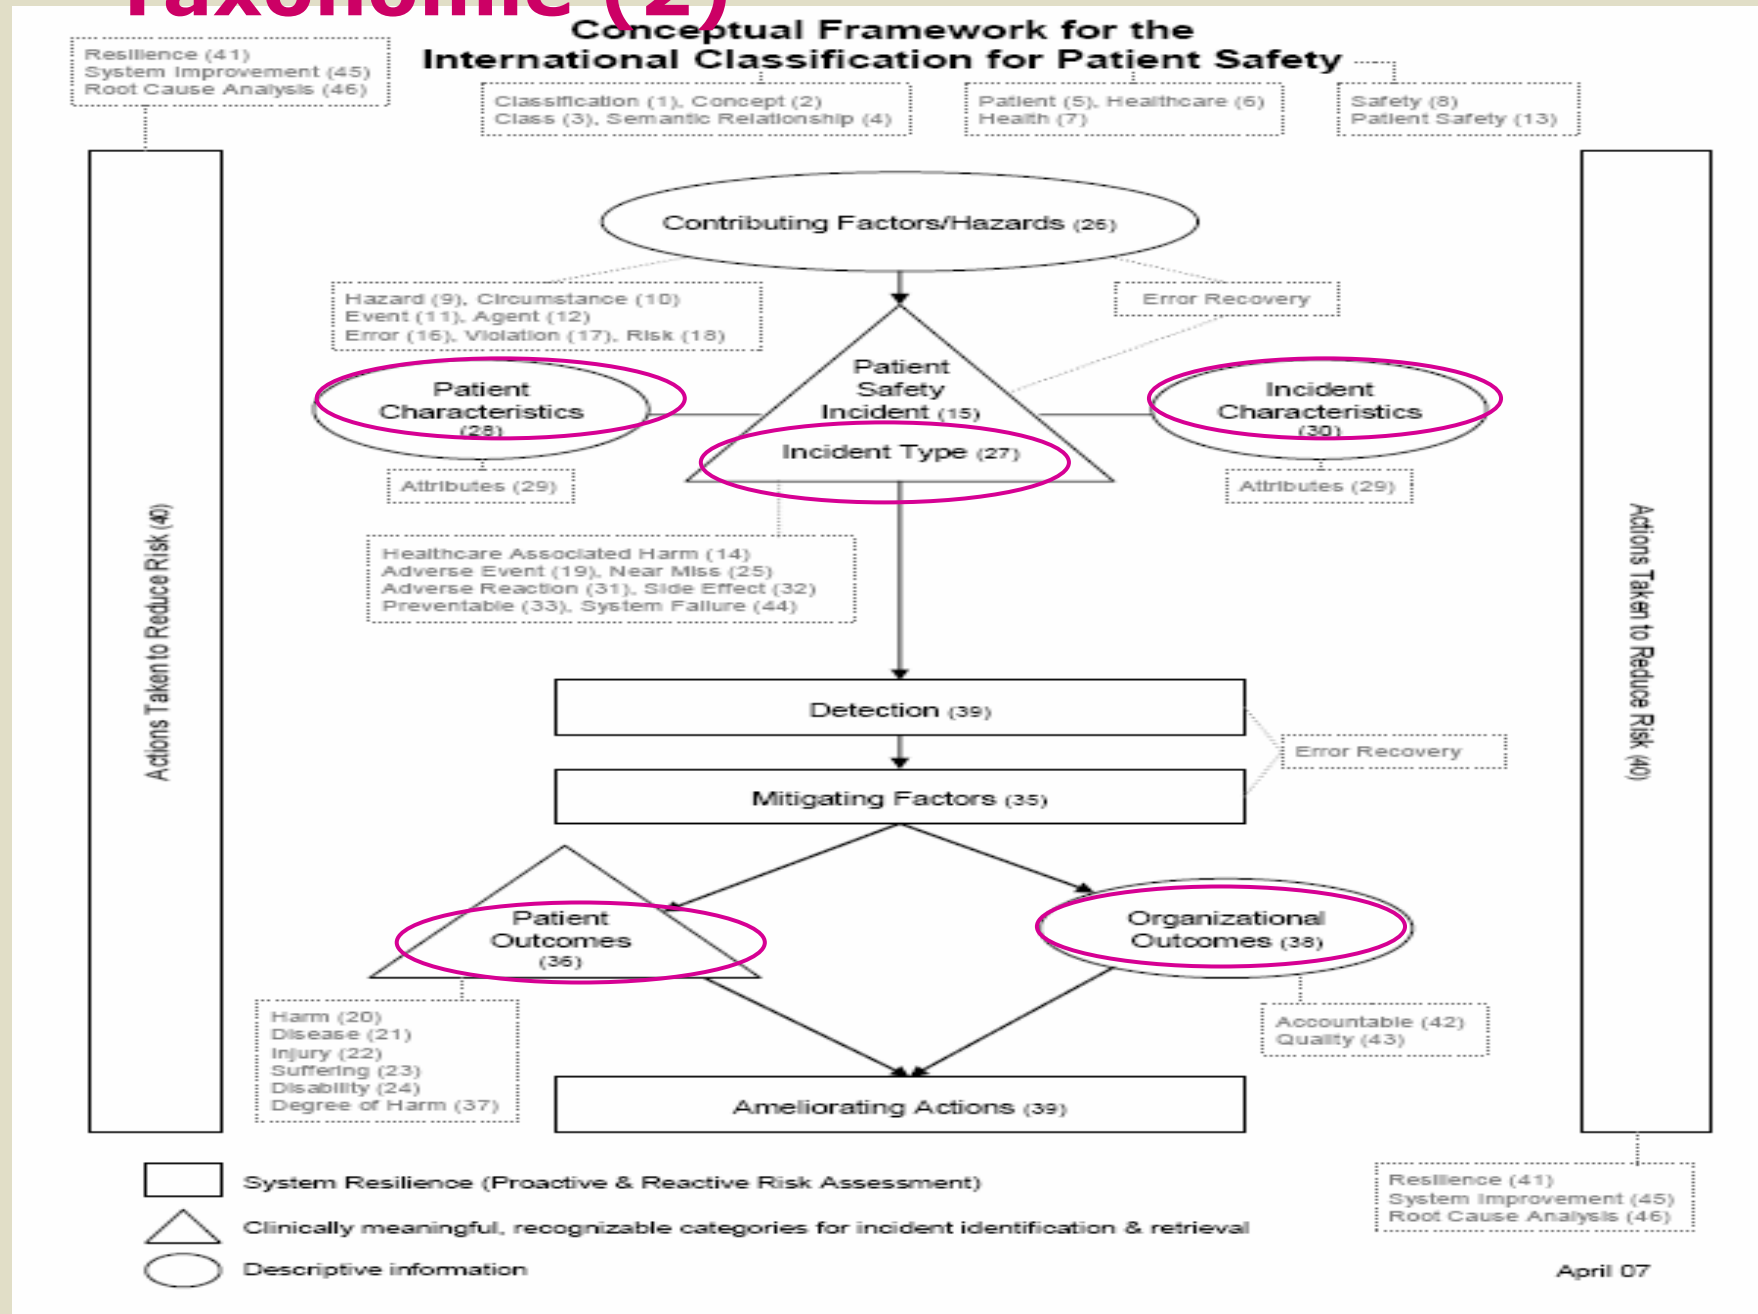 Taxonomie (2)
Conceptual Framework for the
International Classification for Patient Safety
Resilience (41)
System Improvement (45)
Root Cause Analysis (46)
Classification (1), Concept (2)
Class (3), Semantic Relationship (4)
Patient (5), Healthcare (6)
Health (7)
Safety (8)
Patient Safety (13)
Contributing Factors/Hazards (26)
Hazard (9), Circumstance (10)
Event (11), Agent (12)
Error (16), Violation (17), Risk (18)
Error Recovery
Patient
Characteristics
(28)
Patient
Safety
Incident (15)
Incident Type (27)
Incident
Characteristics
(30)
Attributes (29)
Attributes (29)
Healthcare Associated Harm (14)
Adverse Event (19), Near Miss (25)
Adverse Reaction (31), Side Effect (32)
Preventable (33), System Failure (44)
Actions Taken to Reduce Risk (40)
Actions Taken to Reduce Risk (40)
Detection (39)
Error Recovery
Mitigating Factors (35)
Patient
Outcomes
(36)
Organizational
Outcomes (38)
Harm (20)
Disease (21)
Injury (22)
Suffering (23)
Disability (24)
Degree of Harm (37)
Accountable (42)
Quality (43)
Ameliorating Actions (39)
System Resilience (Proactive & Reactive Risk Assessment)
Clinically meaningful, recognizable categories for incident identification & retrieval
Descriptive information
Resilience (41)
System Improvement (45)
Root Cause Analysis (46)
April 07